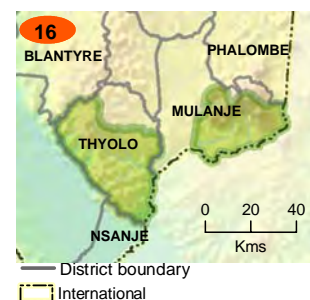 16
BLANTYRE
PHALOMBE
MULANJE
THYOLO
NSANJE
0 20 40
Kms
District boundary
International